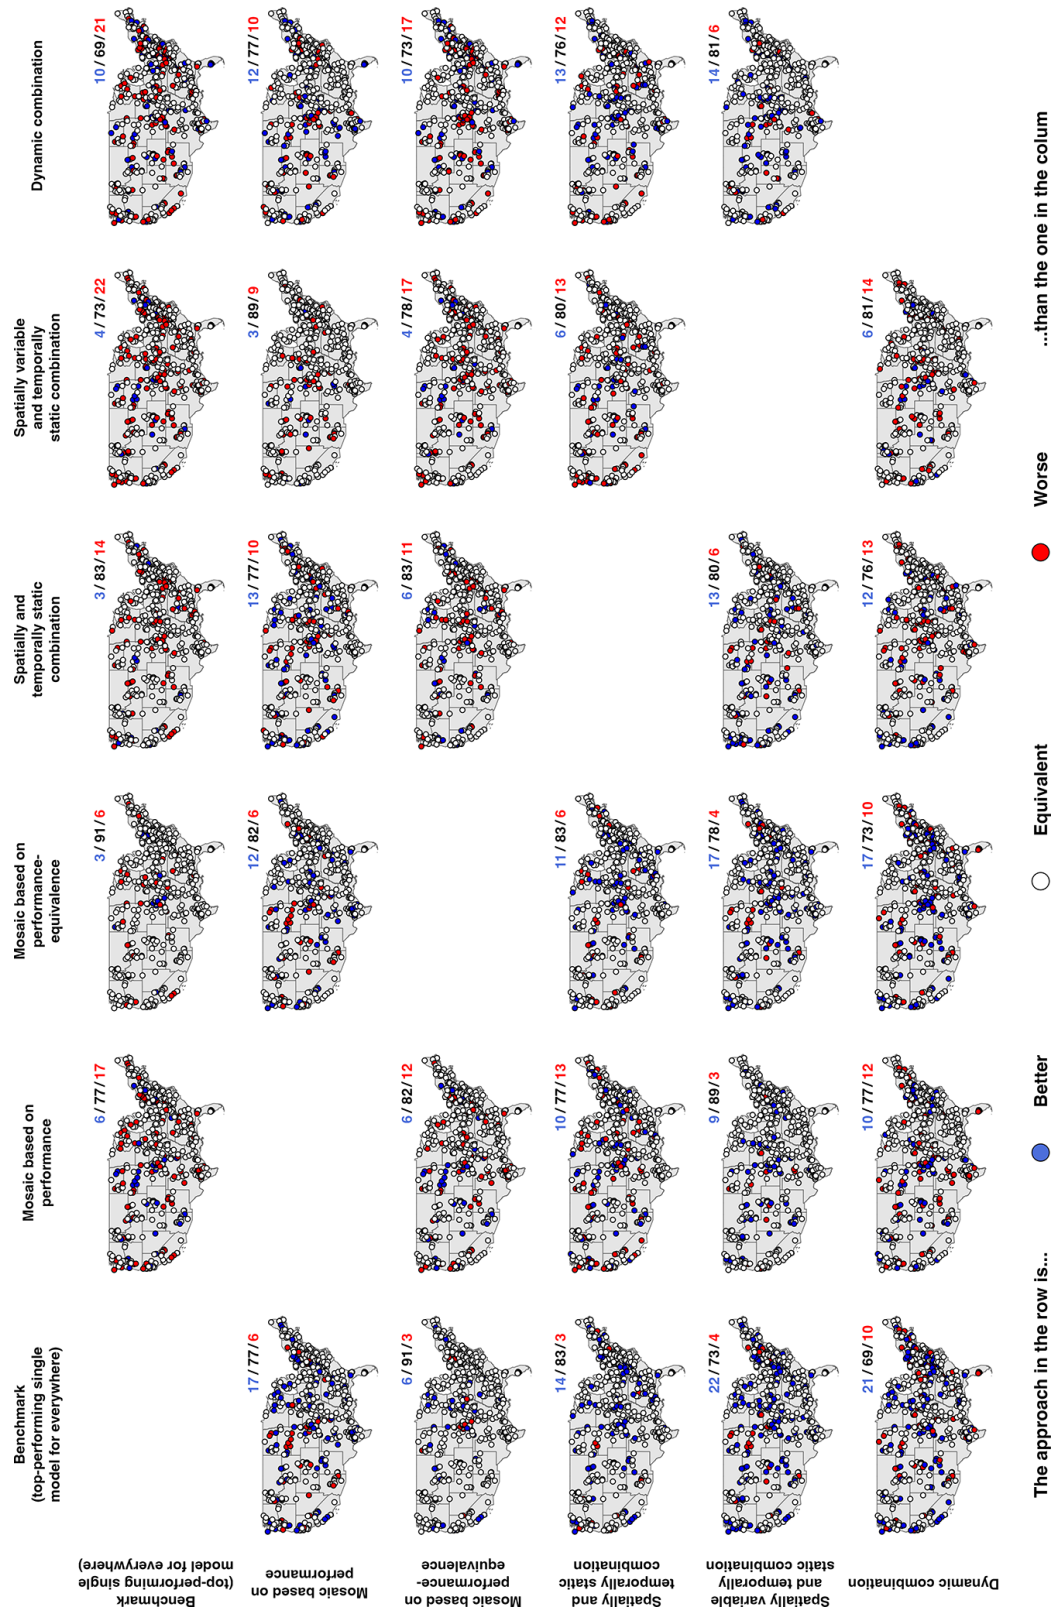 Benchmark
(top-performing single
model for everywhere)
Mosaic based on
performance
Mosaic based on
performance-
equivalence
Spatially and
temporally static
combination
Spatially variable
and temporally
static combination
Dynamic combination
Benchmark
(top-performing single
model for everywhere)
6 / 77 / 17
3 / 91 / 6
3 / 83 / 14
4 / 73 / 22
10 / 69 / 21
Mosaic based on
performance
17 / 77 / 6
12 / 82 / 6
13 / 77 / 10
3 / 89 / 9
12 / 77 / 10
Mosaic based on
performance-
equivalence
6 / 91 / 3
6 / 82 / 12
6 / 83 / 11
4 / 78 / 17
10 / 73 / 17
Spatially and
temporally static
combination
14 / 83 / 3
10 / 77 / 13
11 / 83 / 6
6 / 80 / 13
13 / 76 / 12
Spatially variable
and temporally
static combination
22 / 73 / 4
9 / 89 / 3
17 / 78 / 4
13 / 80 / 6
14 / 81 / 6
Dynamic combination
21 / 69 / 10
10 / 77 / 12
17 / 73 / 10
12 / 76 / 13
6 / 81 / 14
The approach in the row is... Better Equivalent Worse ...than the one in the colum